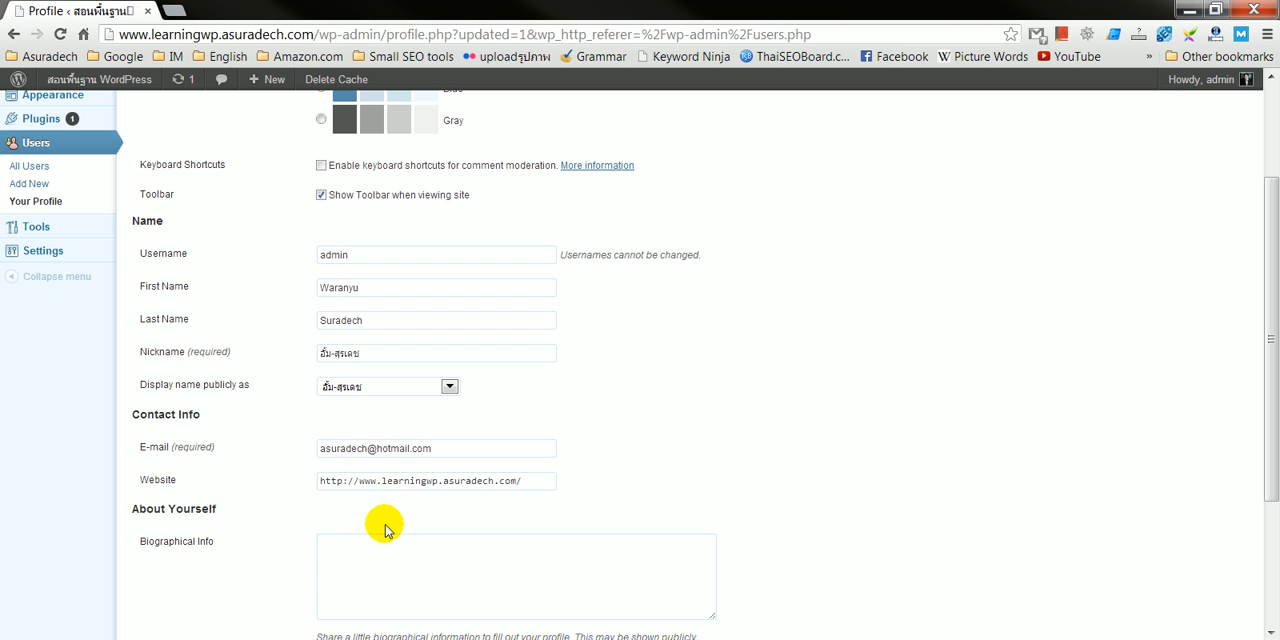 Profile ‹ สอนพื้นฐาน
www.learningwp.asuradech.com/wp-admin/profile.php?updated=1&wp_http_referer=%2Fwp-admin%2Fusers.php
Asuradech Google IM English Amazon.com Small SEO tools uploadรูปภาพ Grammar Keyword Ninja ThaiSEOBoard.c... Facebook Picture Words YouTube » Other bookmarks
สอนพื้นฐาน WordPress 1 + New Delete Cache Howdy, admin
Appearance
Blue
Plugins 1
Gray
Users
All Users
Add New
Your Profile
Tools
Settings
Collapse menu
Keyboard Shortcuts Enable keyboard shortcuts for comment moderation. More information
Toolbar Show Toolbar when viewing site
Name
Username admin Usernames cannot be changed.
First Name Waranyu
Last Name Suradech
Nickname (required) อั้ม-สุรเดช
Display name publicly as อั้ม-สุรเดช
Contact Info
E-mail (required) asuradech@hotmail.com
Website http://www.learningwp.asuradech.com/
About Yourself
Biographical Info
Share a little biographical information to fill out your profile. This may be shown publicly.